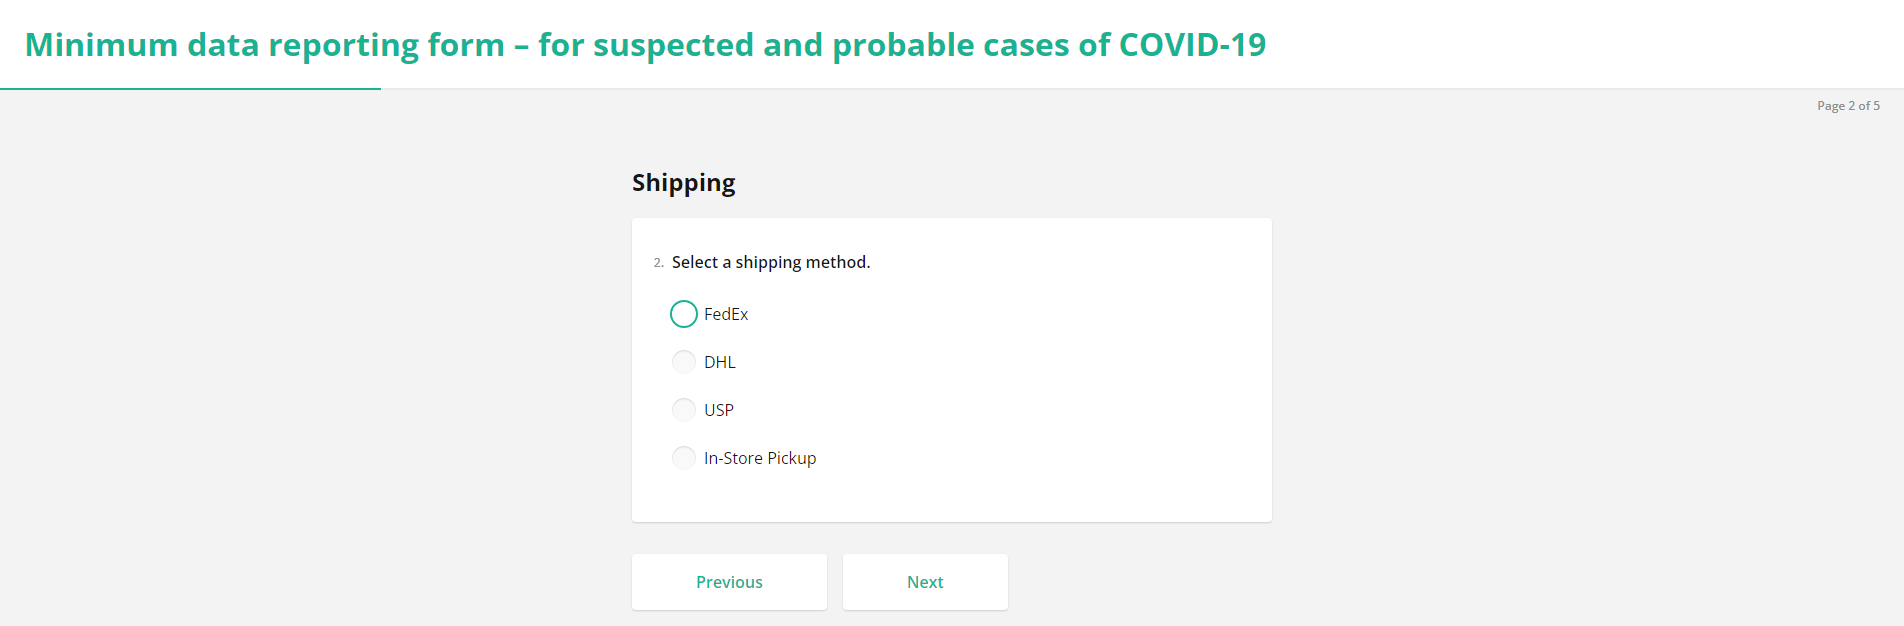 Minimum data reporting form – for suspected and probable cases of COVID-19
Page 2 of 5
Shipping
2. Select a shipping method.
FedEx
DHL
USP
In-Store Pickup
Previous
Next